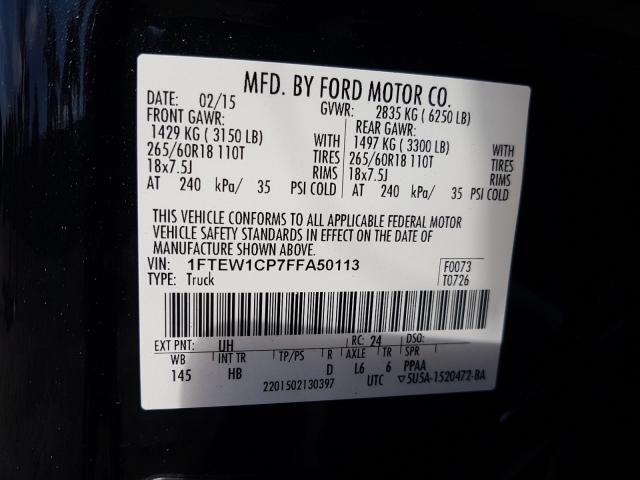 MFD. BY FORD MOTOR CO.
DATE: 02/15 GVWR: 2835 KG ( 6250 LB)
FRONT GAWR: REAR GAWR:
1429 KG ( 3150 LB) WITH 1497 KG ( 3300 LB) WITH
265/60R18 110T TIRES 265/60R18 110T TIRES
18x7.5J RIMS 18x7.5J RIMS
AT 240 kPa/ 35 PSI COLD AT 240 kPa/ 35 PSI COLD
THIS VEHICLE CONFORMS TO ALL APPLICABLE FEDERAL MOTOR
VEHICLE SAFETY STANDARDS IN EFFECT ON THE DATE OF
MANUFACTURE SHOWN ABOVE.
VIN: 1FTEW1CP7FFA50113 F0073
TYPE: Truck T0726
EXT PNT: UH RC: 24 DSO:
WB INT TR TP/PS R AXLE TR SPR
145 HB D L6 6 PPAA
2201502130397 UTC ▽5U5A-1520472-BA